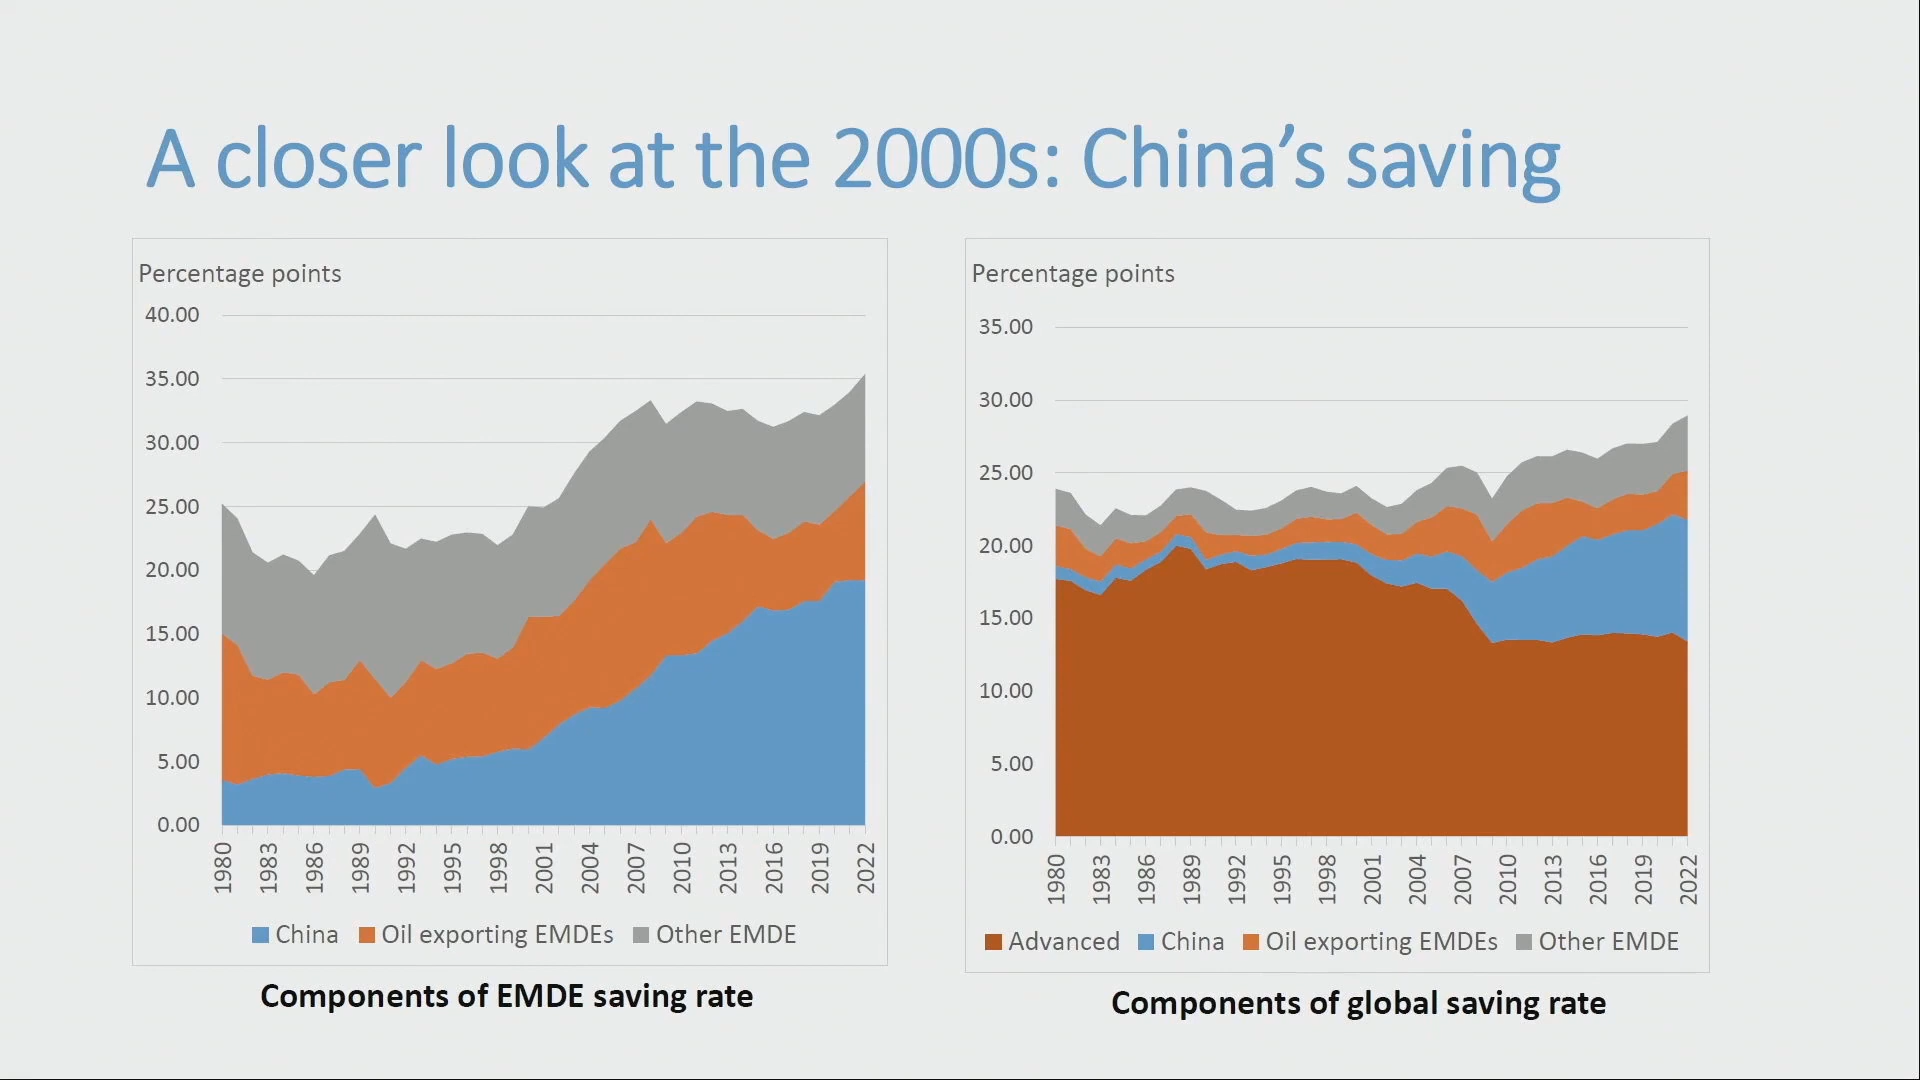 A closer look at the 2000s: China’s saving
Percentage points
40.00
35.00
30.00
25.00
20.00
15.00
10.00
5.00
0.00
1980 1983 1986 1989 1992 1995 1998 2001 2004 2007 2010 2013 2016 2019 2022
China Oil exporting EMDEs Other EMDE
Components of EMDE saving rate
Percentage points
35.00
30.00
25.00
20.00
15.00
10.00
5.00
0.00
1980 1983 1986 1989 1992 1995 1998 2001 2004 2007 2010 2013 2016 2019 2022
Advanced China Oil exporting EMDEs Other EMDE
Components of global saving rate